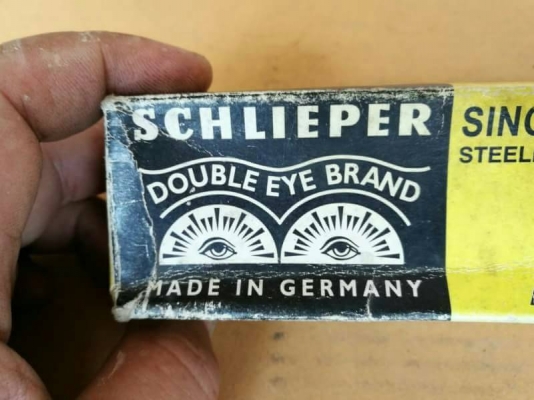 SCHLIEPER
DOUBLE EYE BRAND
MADE IN GERMANY